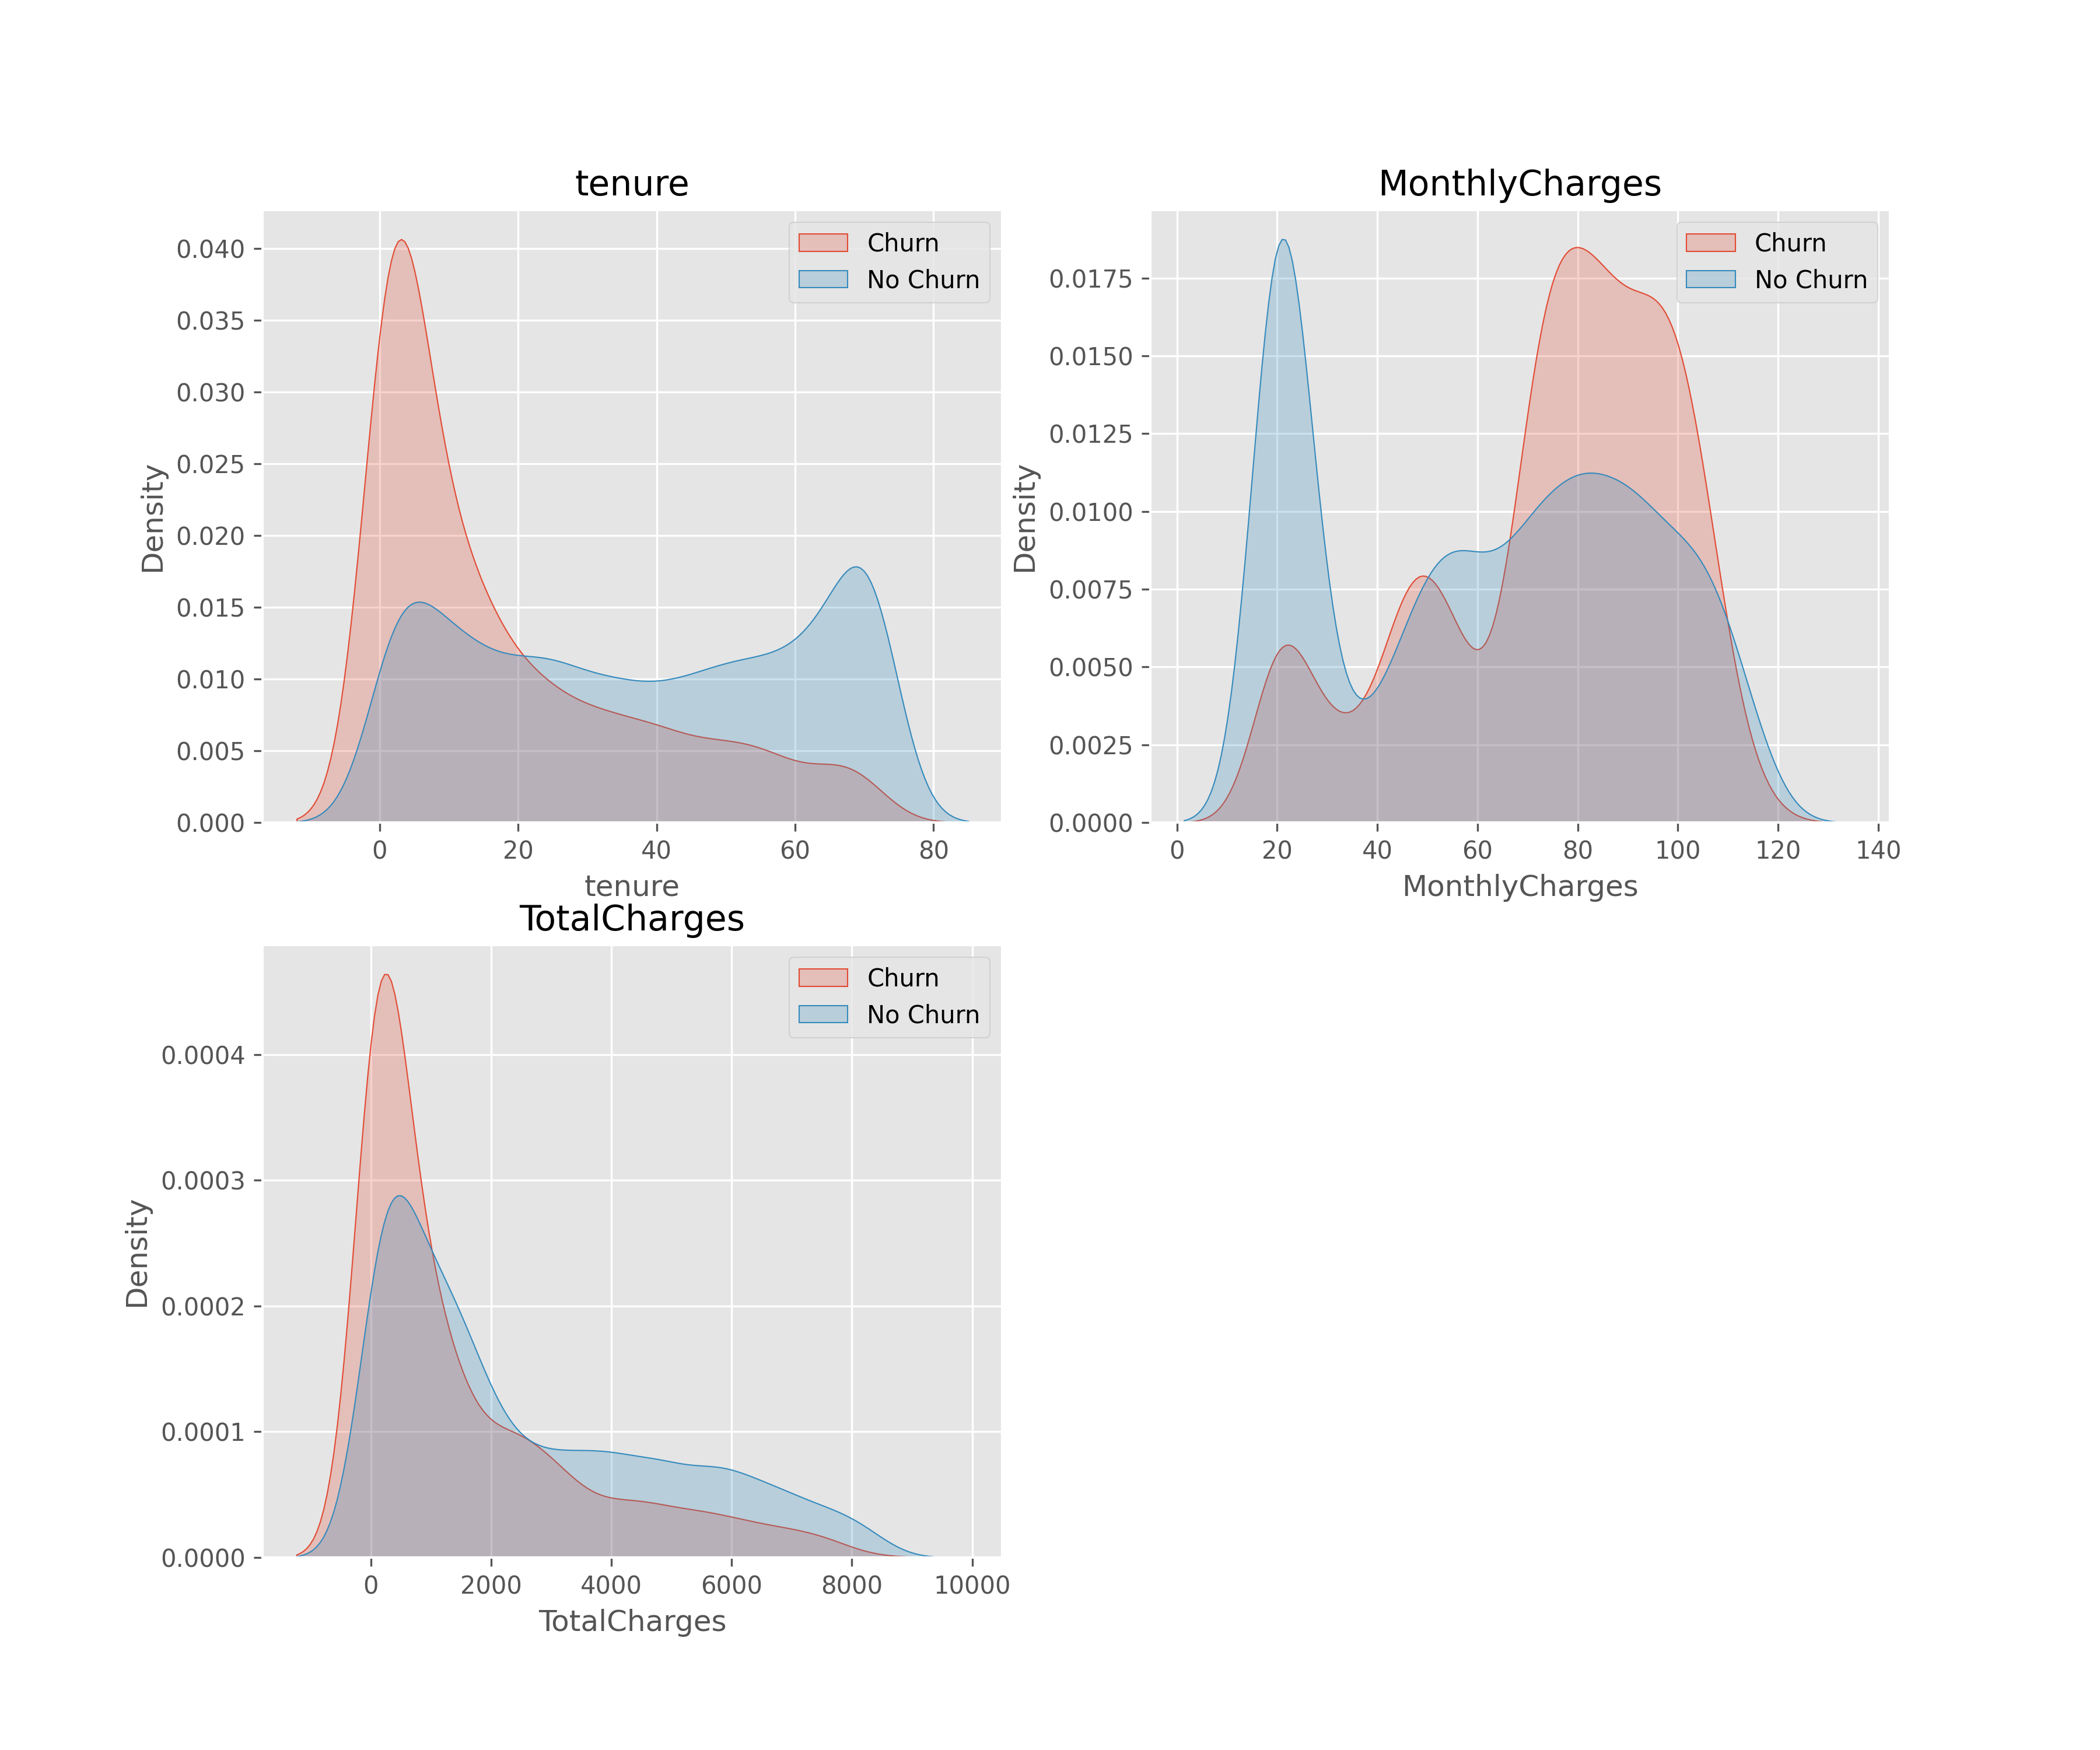 tenure
Churn
No Churn
0.040
0.035
0.030
0.025
0.020
0.015
0.010
0.005
0.000
Density
0 20 40 60 80
tenure
MonthlyCharges
Churn
No Churn
0.0175
0.0150
0.0125
0.0100
0.0075
0.0050
0.0025
0.0000
Density
0 20 40 60 80 100 120 140
MonthlyCharges
TotalCharges
Churn
No Churn
0.0004
0.0003
0.0002
0.0001
0.0000
Density
0 2000 4000 6000 8000 10000
TotalCharges